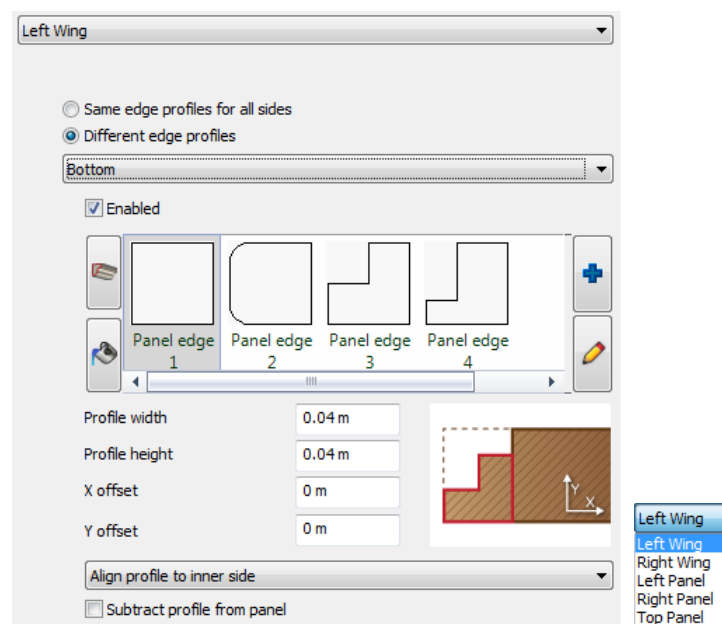 Left Wing
Same edge profiles for all sides
Different edge profiles
Bottom
Enabled
Panel edge 1
Panel edge 2
Panel edge 3
Panel edge 4
Profile width 0.04 m
Profile height 0.04 m
X offset 0 m
Y offset 0 m
Y
X
Align profile to inner side
Subtract profile from panel
Left Wing
Left Wing
Right Wing
Left Panel
Right Panel
Top Panel